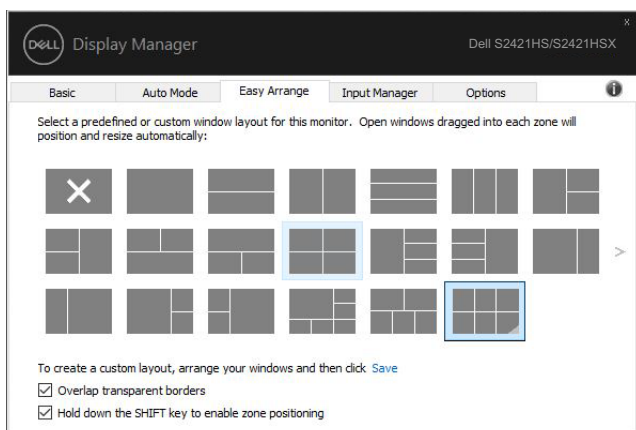 DELL Display Manager
Dell S2421HS/S2421HSX
x
Basic
Auto Mode
Easy Arrange
Input Manager
Options
Select a predefined or custom window layout for this monitor. Open windows dragged into each zone will
position and resize automatically:
>
To create a custom layout, arrange your windows and then click Save
Overlap transparent borders
Hold down the SHIFT key to enable zone positioning